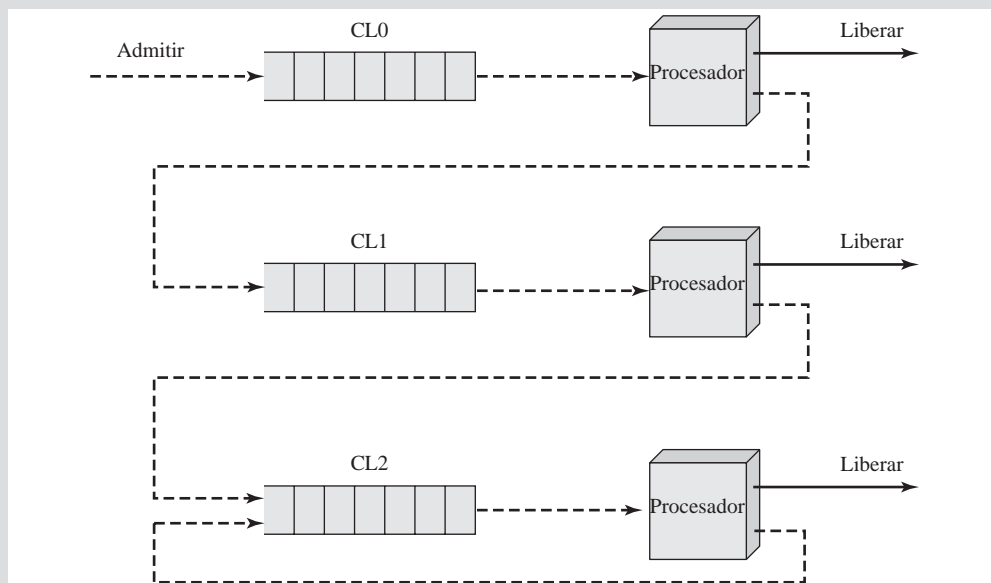 CL0
Liberar
Admitir
Procesador
CL1
Liberar
Procesador
CL2
Liberar
Procesador